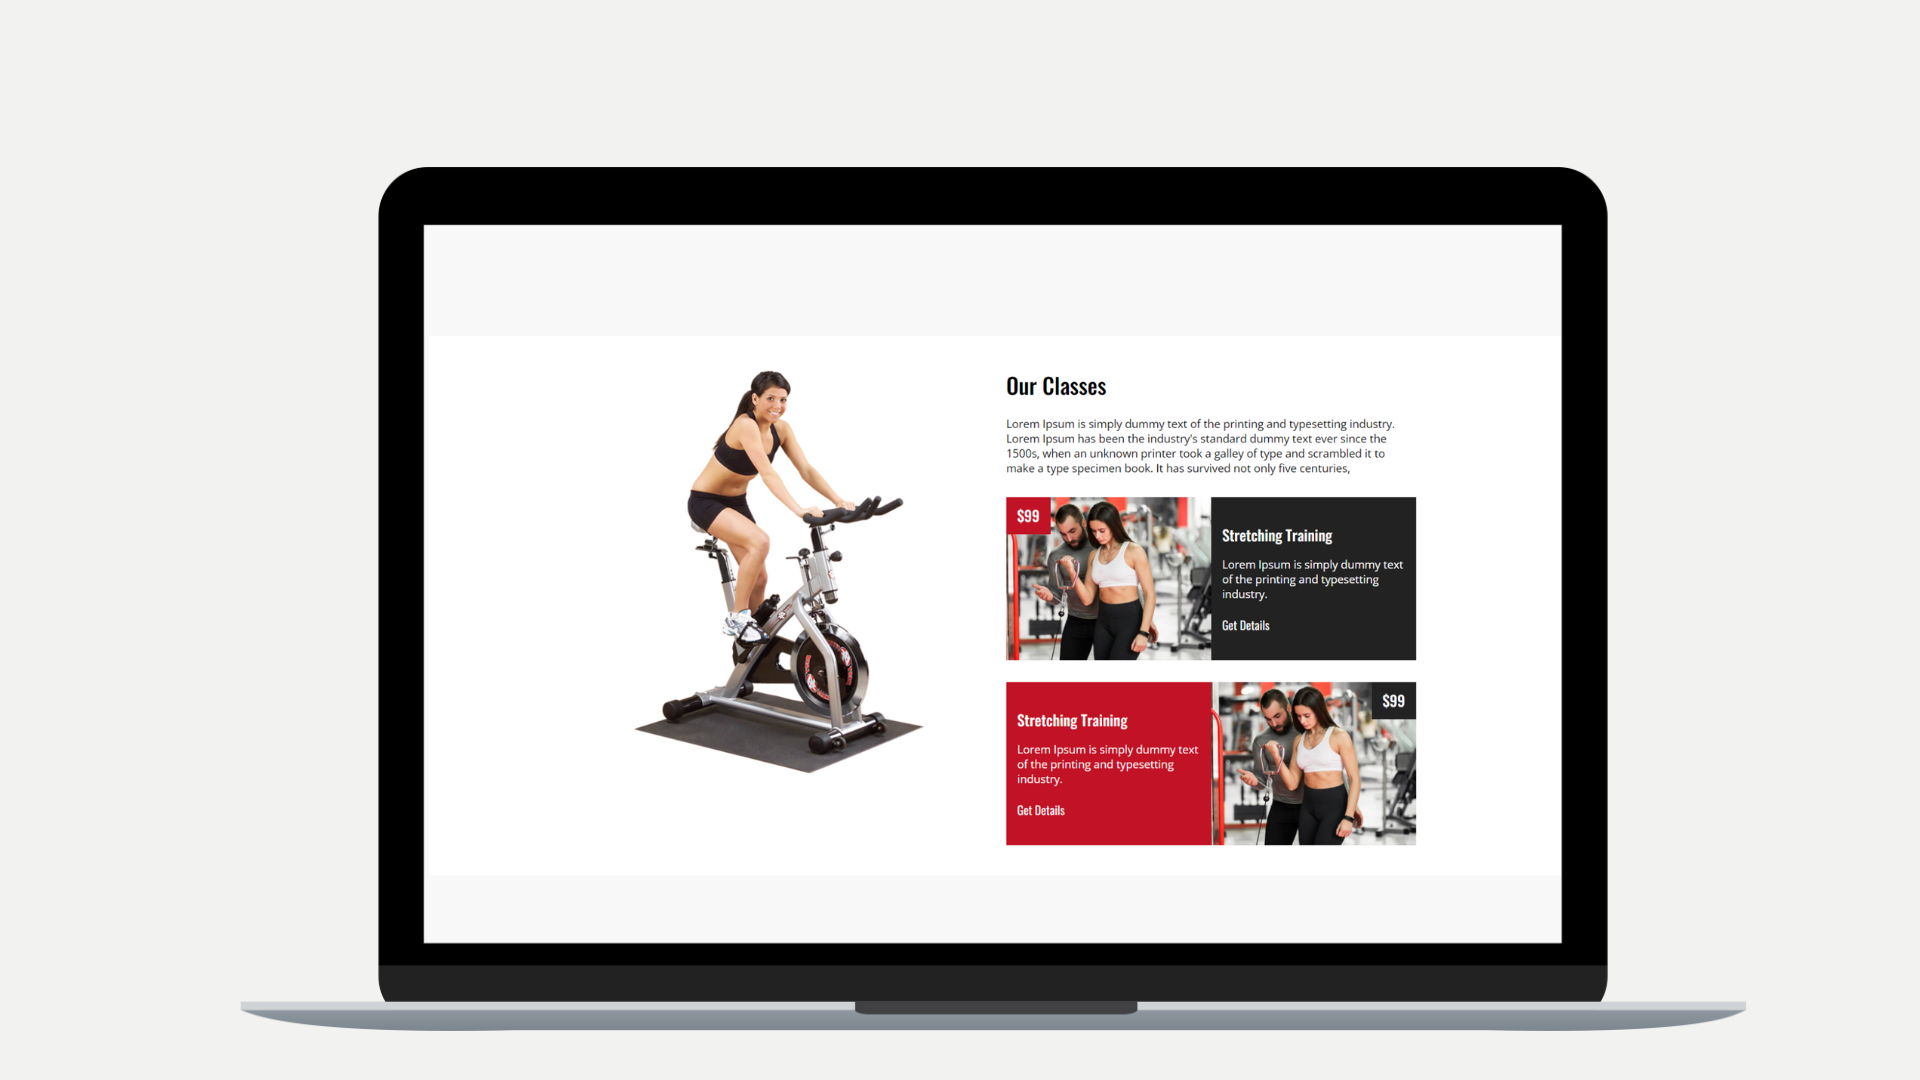 Our Classes
Lorem Ipsum is simply dummy text of the printing and typesetting industry.
Lorem Ipsum has been the industry's standard dummy text ever since the
1500s, when an unknown printer took a galley of type and scrambled it to
make a type specimen book. It has survived not only five centuries,
$99
Stretching Training
Lorem Ipsum is simply dummy text
of the printing and typesetting
industry.
Get Details
Stretching Training
Lorem Ipsum is simply dummy text
of the printing and typesetting
industry.
Get Details
$99